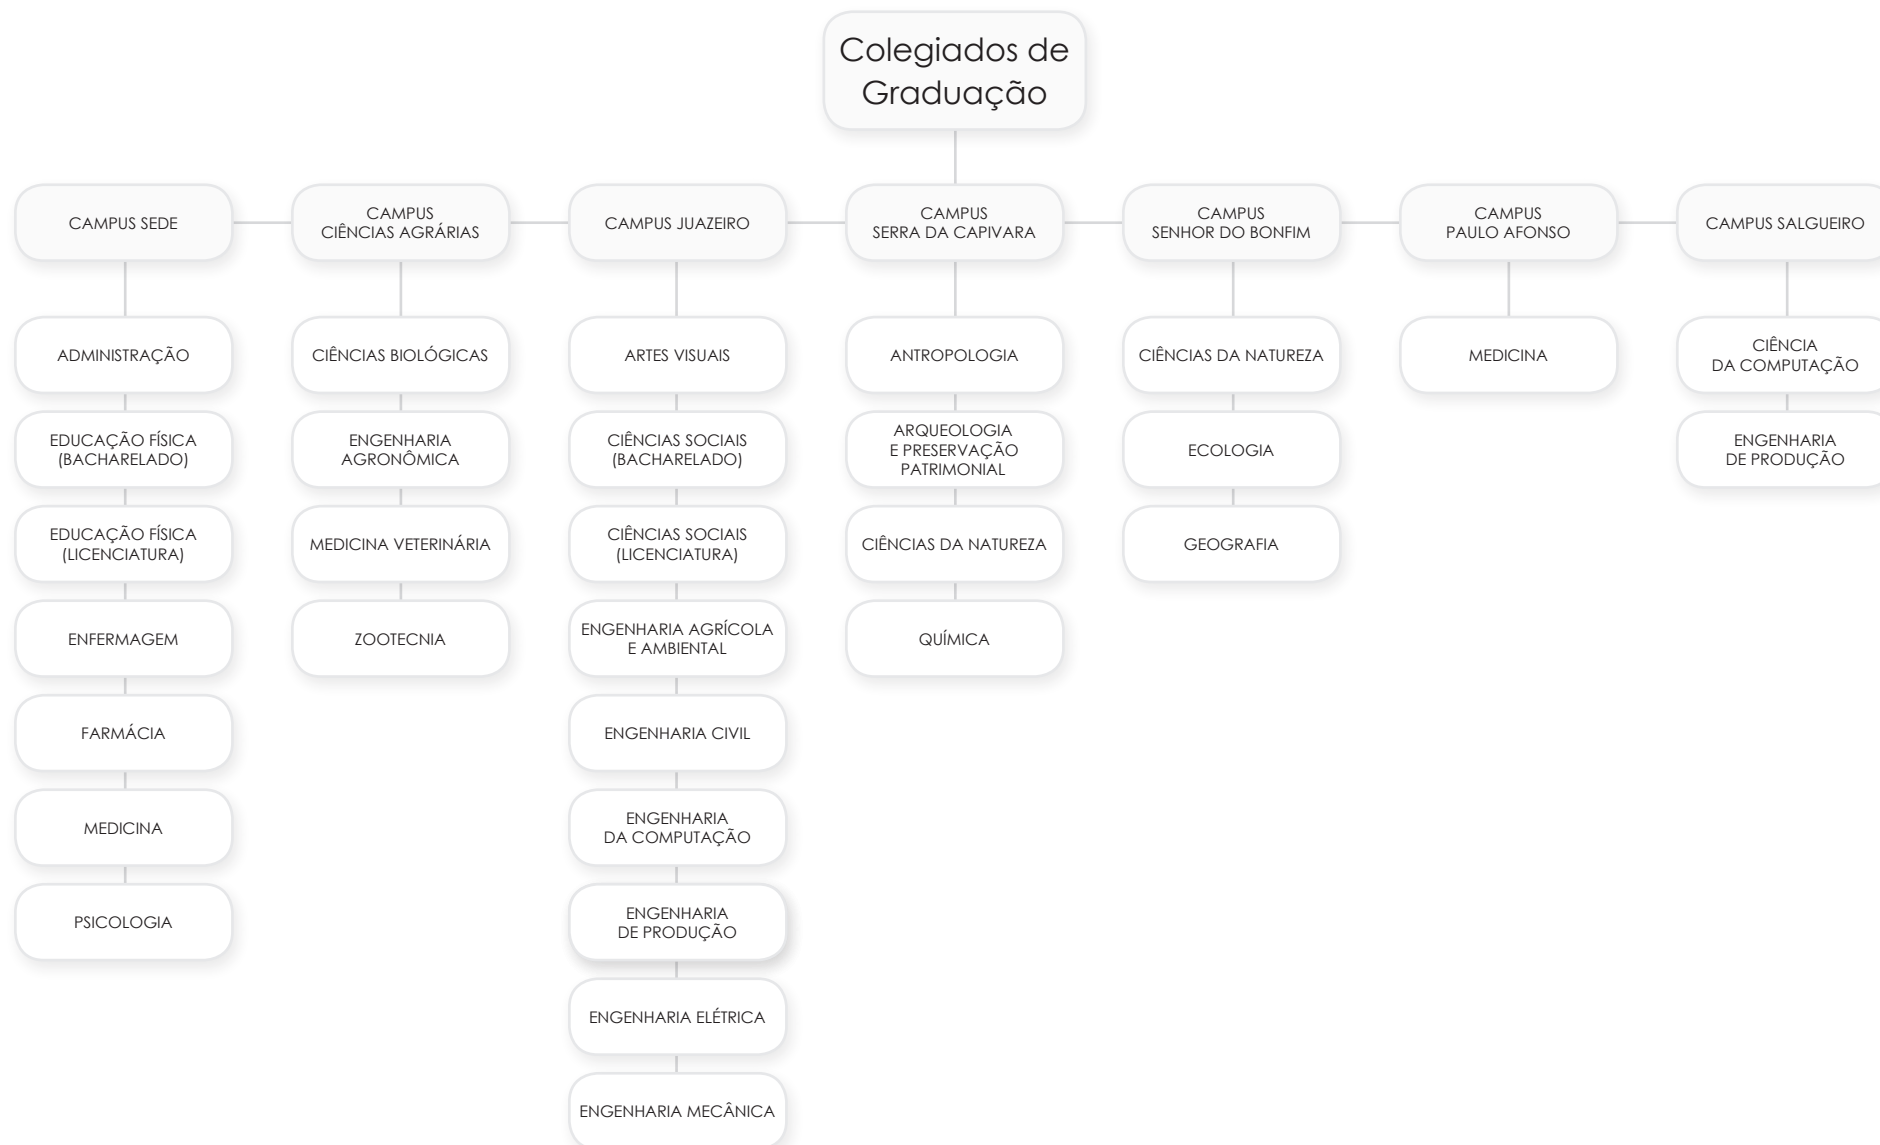 Colegiados de
Graduação
CAMPUS SEDE
CAMPUS
CIÊNCIAS AGRÁRIAS
CAMPUS JUAZEIRO
CAMPUS
SERRA DA CAPIVARA
CAMPUS
SENHOR DO BONFIM
CAMPUS
PAULO AFONSO
CAMPUS SALGUEIRO
ADMINISTRAÇÃO
EDUCAÇÃO FÍSICA
(BACHARELADO)
EDUCAÇÃO FÍSICA
(LICENCIATURA)
ENFERMAGEM
FARMÁCIA
MEDICINA
PSICOLOGIA
CIÊNCIAS BIOLÓGICAS
ENGENHARIA
AGRONÔMICA
MEDICINA VETERINÁRIA
ZOOTECNIA
ARTES VISUAIS
CIÊNCIAS SOCIAIS
(BACHARELADO)
CIÊNCIAS SOCIAIS
(LICENCIATURA)
ENGENHARIA AGRÍCOLA
E AMBIENTAL
ENGENHARIA CIVIL
ENGENHARIA
DA COMPUTAÇÃO
ENGENHARIA
DE PRODUÇÃO
ENGENHARIA ELÉTRICA
ENGENHARIA MECÂNICA
ANTROPOLOGIA
ARQUEOLOGIA
E PRESERVAÇÃO
PATRIMONIAL
CIÊNCIAS DA NATUREZA
QUÍMICA
CIÊNCIAS DA NATUREZA
ECOLOGIA
GEOGRAFIA
MEDICINA
CIÊNCIA
DA COMPUTAÇÃO
ENGENHARIA
DE PRODUÇÃO